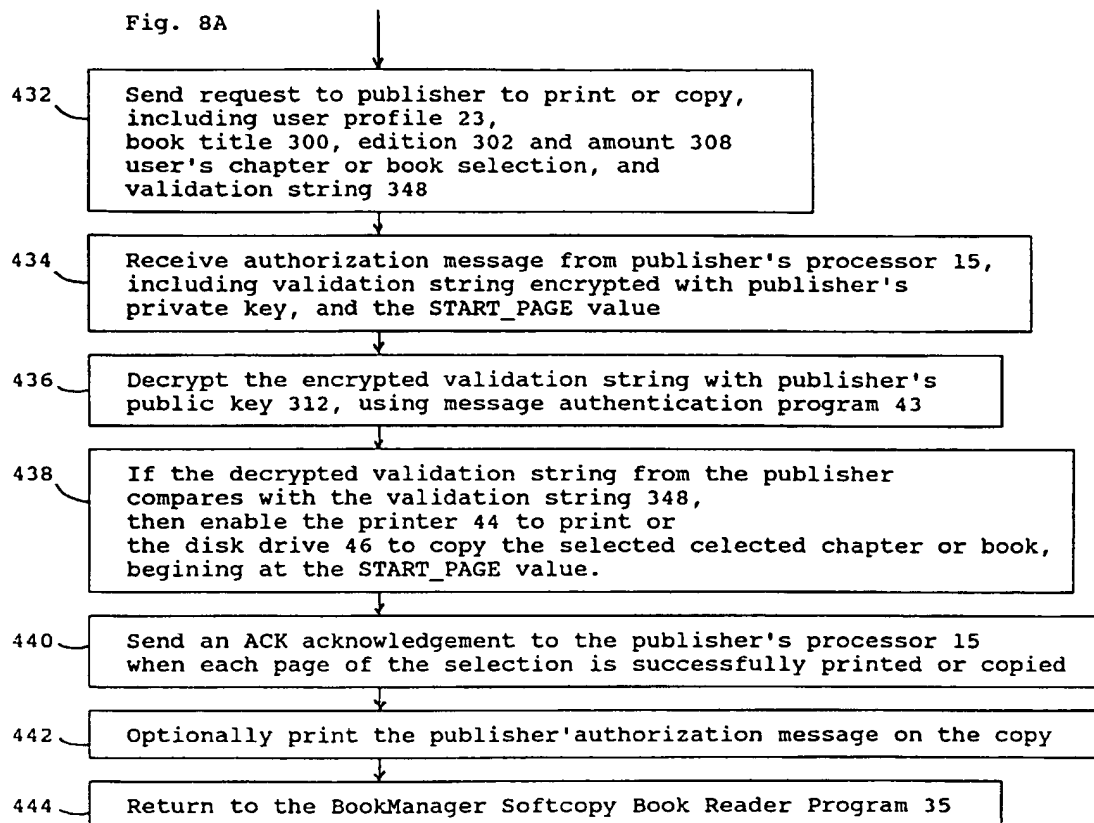 Fig. 8A
432
Send request to publisher to print or copy,
including user profile 23,
book title 300, edition 302 and amount 308
user's chapter or book selection, and
validation string 348
434
Receive authorization message from publisher's processor 15,
including validation string encrypted with publisher's
private key, and the START_PAGE value
436
Decrypt the encrypted validation string with publisher's
public key 312, using message authentication program 43
438
If the decrypted validation string from the publisher
compares with the validation string 348,
then enable the printer 44 to print or
the disk drive 46 to copy the selected celected chapter or book,
begining at the START_PAGE value.
440
Send an ACK acknowledgement to the publisher's processor 15
when each page of the selection is successfully printed or copied
442
Optionally print the publisher'authorization message on the copy
444
Return to the BookManager Softcopy Book Reader Program 35